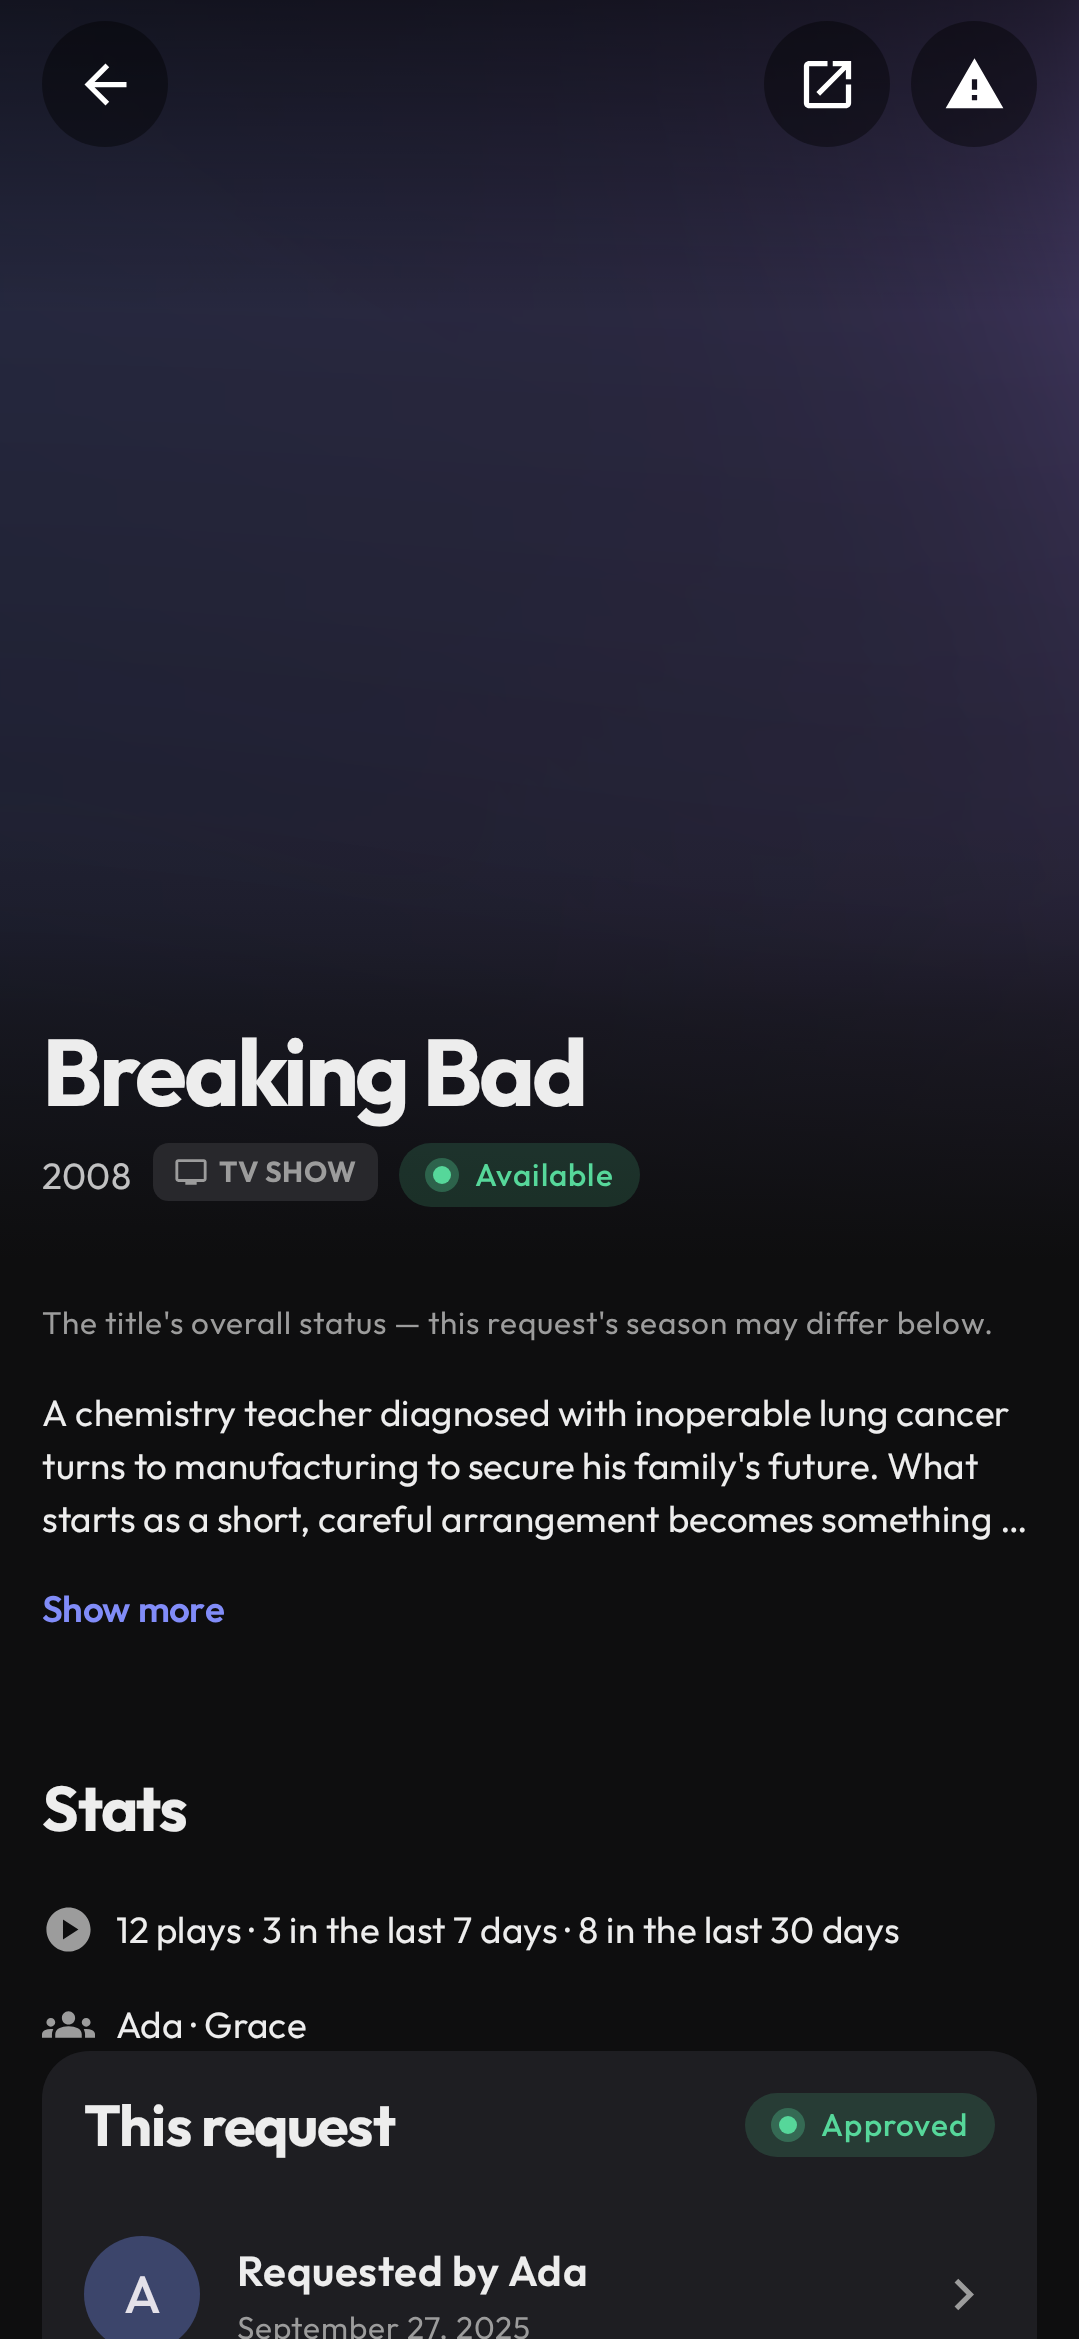 Breaking Bad
2008 TV SHOW Available
The title's overall status — this request's season may differ below.
A chemistry teacher diagnosed with inoperable lung cancer
turns to manufacturing to secure his family's future. What
starts as a short, careful arrangement becomes something ...
Show more
Stats
12 plays · 3 in the last 7 days · 8 in the last 30 days
Ada · Grace
This request Approved
A Requested by Ada
September 27, 2025